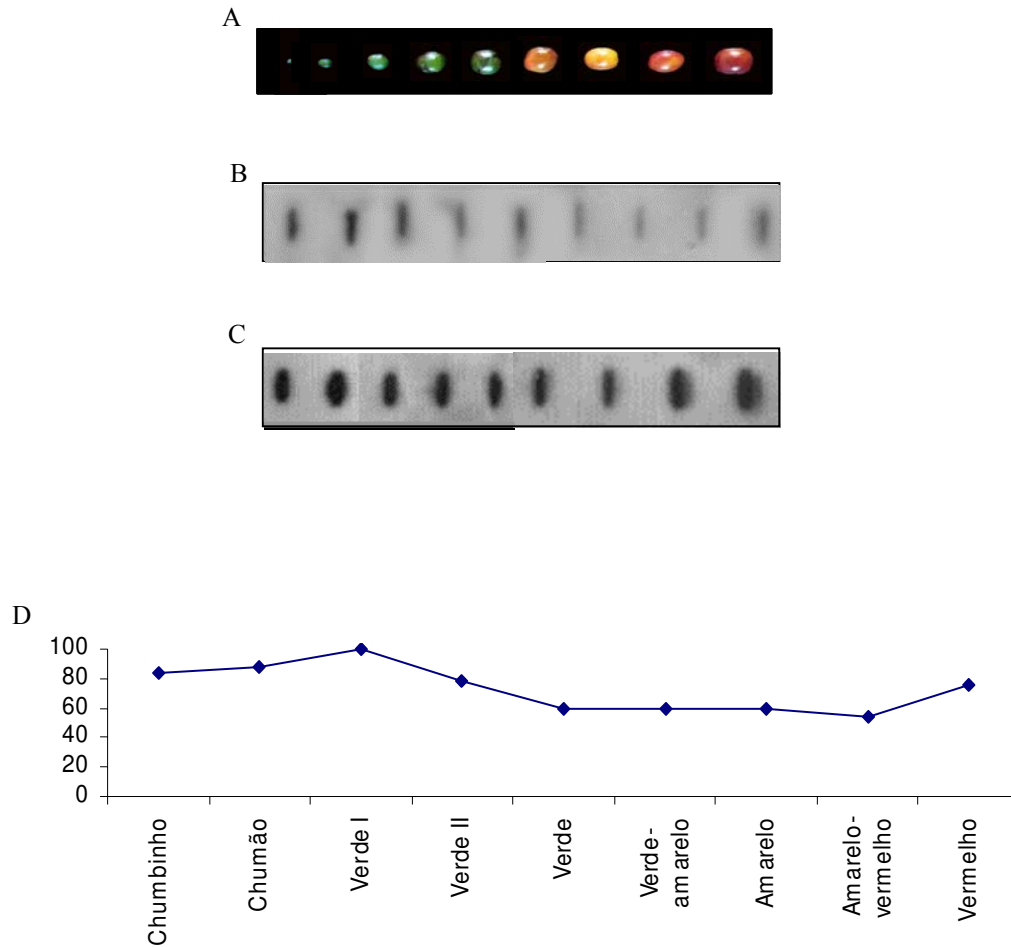 A
B
C
D
100
80
60
40
20
0
Chumbinho
Chumão
Verde I
Verde II
Verde
Verde-
amarelo
Amarelo
Amarelo-
vermelho
Vermelho